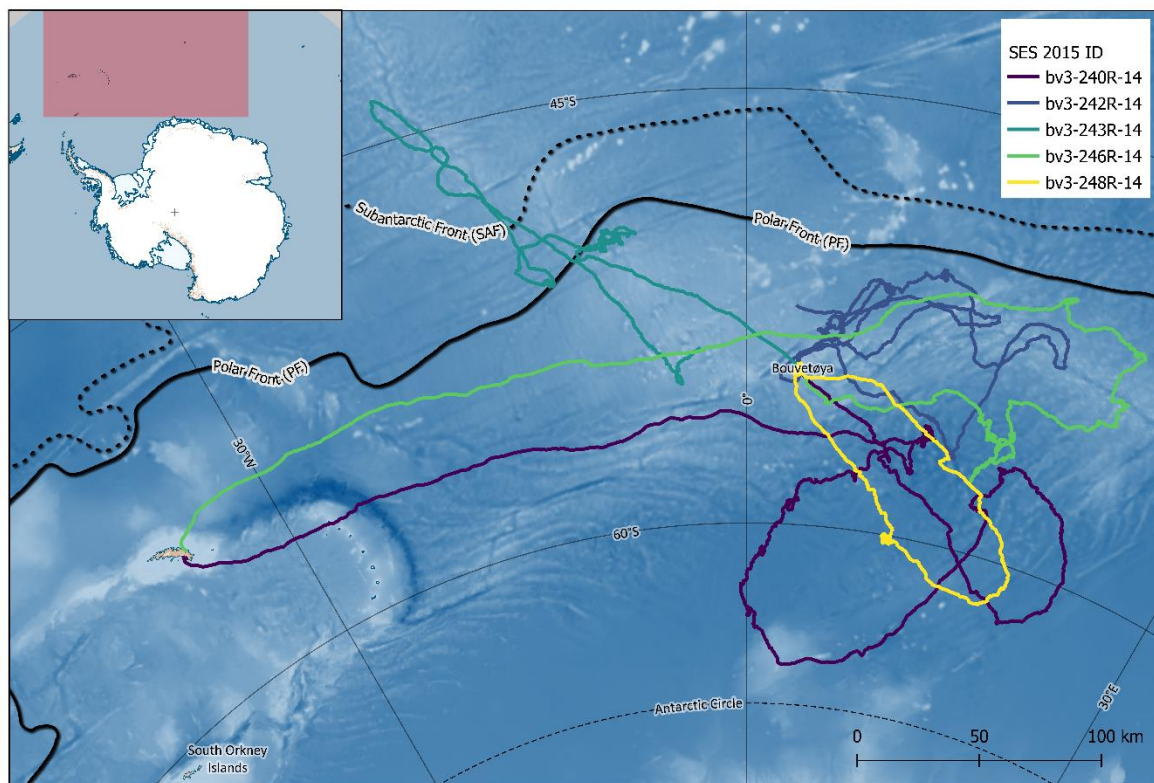 SES 2015 ID
bv3-240R-14
bv3-242R-14
bv3-243R-14
bv3-246R-14
bv3-248R-14
45°S
Subantarctic Front (SAF)
Polar Front (PF)
Polar Front (PF)
Bouvetøya
0°
30°W
60°S
Antarctic Circle
30°E
South Orkney
Islands
0 50 100 km